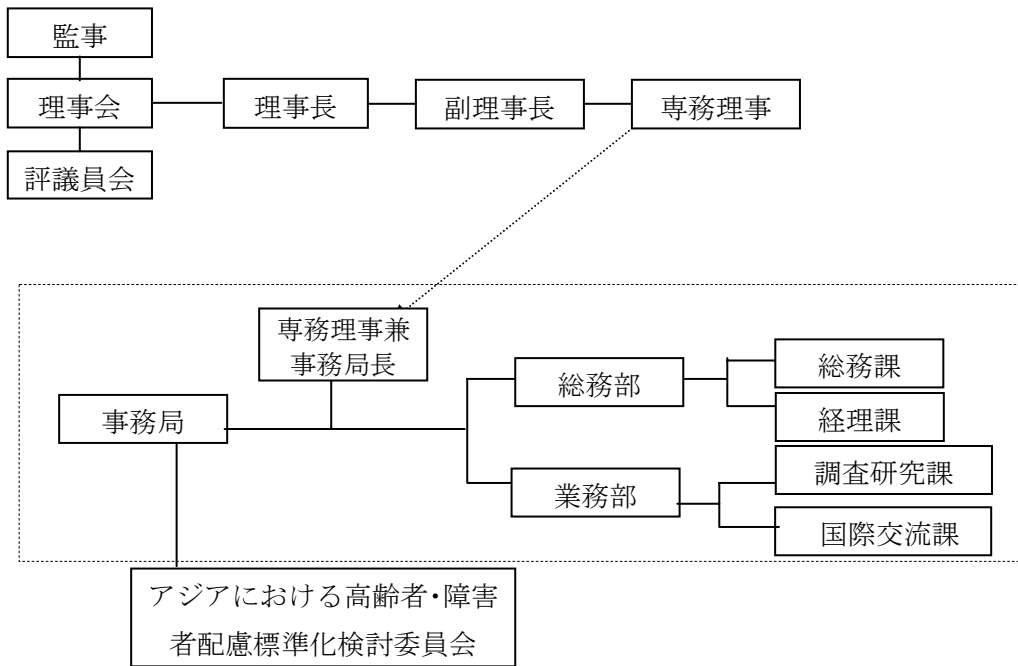 監事
理事会
理事長
副理事長
専務理事
評議員会
専務理事兼
事務局長
総務部
総務課
事務局
経理課
調査研究課
業務部
国際交流課
アジアにおける高齢者・障害
者配慮標準化検討委員会